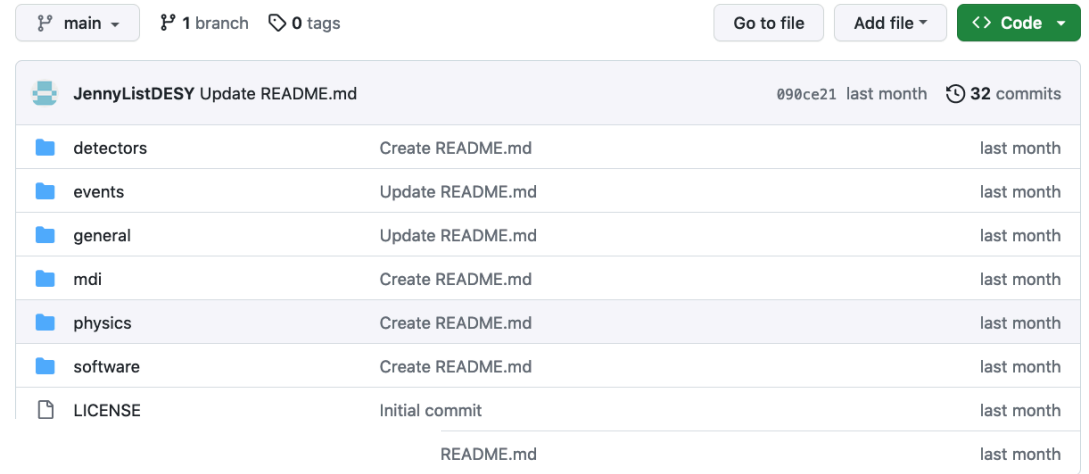 main 1 branch 0 tags Go to file Add file Code
JennyListDESY Update README.md 090ce21 last month 32 commits
detectors Create README.md last month
events Update README.md last month
general Update README.md last month
mdi Create README.md last month
physics Create README.md last month
software Create README.md last month
LICENSE Initial commit last month
README.md last month